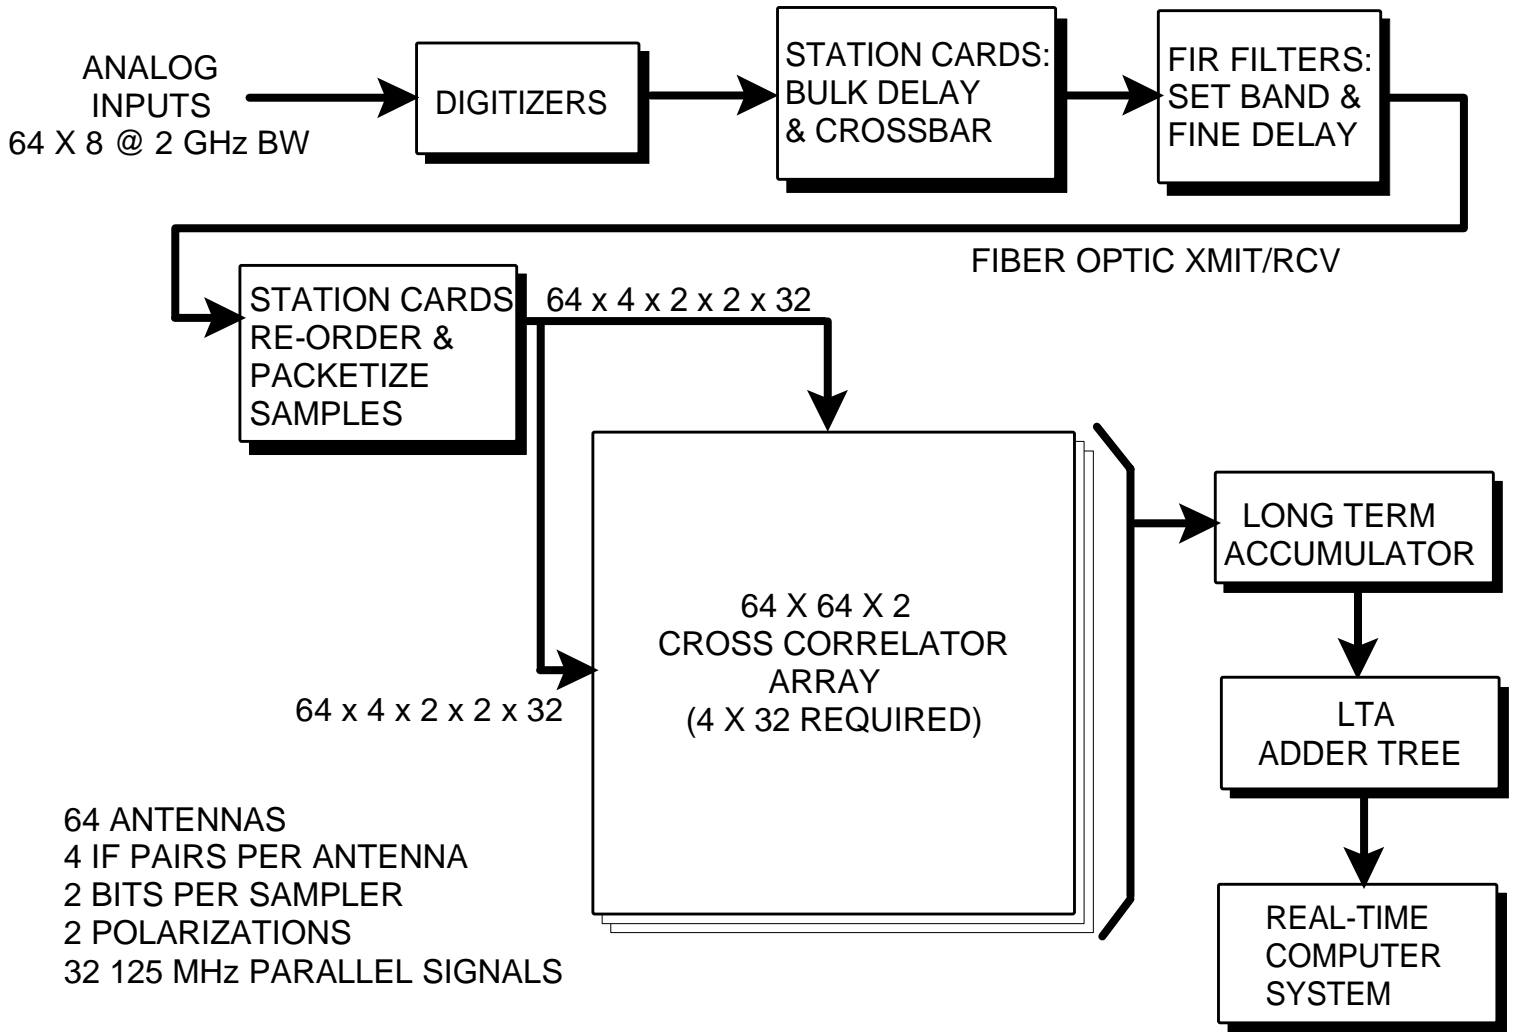 ANALOG
INPUTS
64 X 8 @ 2 GHz BW
DIGITIZERS
STATION CARDS:
BULK DELAY
& CROSSBAR
FIR FILTERS:
SET BAND &
FINE DELAY
FIBER OPTIC XMIT/RCV
STATION CARDS
RE-ORDER &
PACKETIZE
SAMPLES
64 x 4 x 2 x 2 x 32
64 x 4 x 2 x 2 x 32
64 X 64 X 2
CROSS CORRELATOR
ARRAY
(4 X 32 REQUIRED)
LONG TERM
ACCUMULATOR
LTA
ADDER TREE
REAL-TIME
COMPUTER
SYSTEM
64 ANTENNAS
4 IF PAIRS PER ANTENNA
2 BITS PER SAMPLER
2 POLARIZATIONS
32 125 MHz PARALLEL SIGNALS